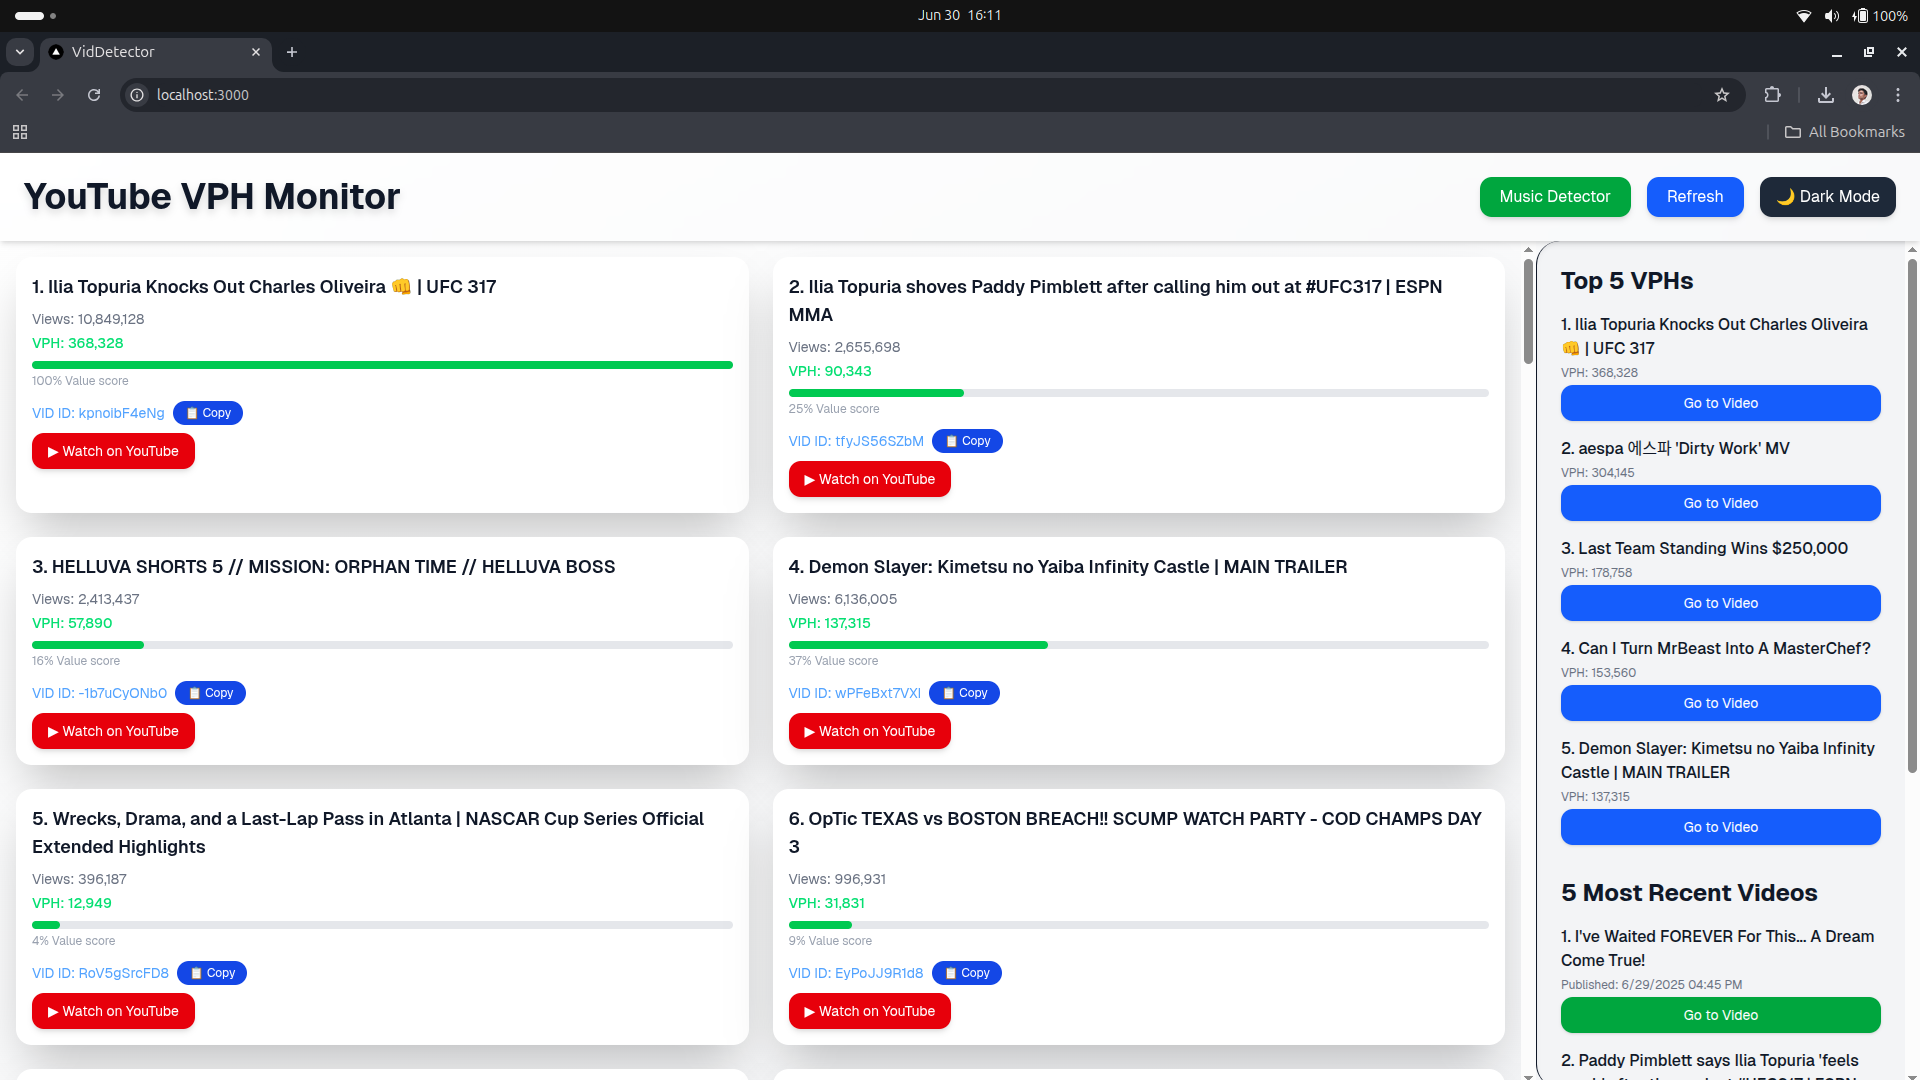 Jun 30 16:11
100%
VidDetector
localhost:3000
All Bookmarks
YouTube VPH Monitor
Music Detector
Refresh
🌙 Dark Mode
1. Ilia Topuria Knocks Out Charles Oliveira 👊 | UFC 317
Views: 10,849,128
VPH: 368,328
100% Value score
VID ID: kpnoibF4eNg 📋 Copy
▶ Watch on YouTube
2. Ilia Topuria shoves Paddy Pimblett after calling him out at #UFC317 | ESPN
MMA
Views: 2,655,698
VPH: 90,343
25% Value score
VID ID: tfyJS56SZbM 📋 Copy
▶ Watch on YouTube
3. HELLUVA SHORTS 5 // MISSION: ORPHAN TIME // HELLUVA BOSS
Views: 2,413,437
VPH: 57,890
16% Value score
VID ID: -1b7uCyONb0 📋 Copy
▶ Watch on YouTube
4. Demon Slayer: Kimetsu no Yaiba Infinity Castle | MAIN TRAILER
Views: 6,136,005
VPH: 137,315
37% Value score
VID ID: wPFeBxt7VXI 📋 Copy
▶ Watch on YouTube
5. Wrecks, Drama, and a Last-Lap Pass in Atlanta | NASCAR Cup Series Official
Extended Highlights
Views: 396,187
VPH: 12,949
4% Value score
VID ID: RoV5gSrcFD8 📋 Copy
▶ Watch on YouTube
6. OpTic TEXAS vs BOSTON BREACH!! SCUMP WATCH PARTY - COD CHAMPS DAY
3
Views: 996,931
VPH: 31,831
9% Value score
VID ID: EyPoJJ9R1d8 📋 Copy
▶ Watch on YouTube
Top 5 VPHs
1. Ilia Topuria Knocks Out Charles Oliveira
👊 | UFC 317
VPH: 368,328
Go to Video
2. aespa 에스파 'Dirty Work' MV
VPH: 304,145
Go to Video
3. Last Team Standing Wins $250,000
VPH: 178,758
Go to Video
4. Can I Turn MrBeast Into A MasterChef?
VPH: 153,560
Go to Video
5. Demon Slayer: Kimetsu no Yaiba Infinity
Castle | MAIN TRAILER
VPH: 137,315
Go to Video
5 Most Recent Videos
1. I've Waited FOREVER For This... A Dream
Come True!
Published: 6/29/2025 04:45 PM
Go to Video
2. Paddy Pimblett says Ilia Topuria 'feels